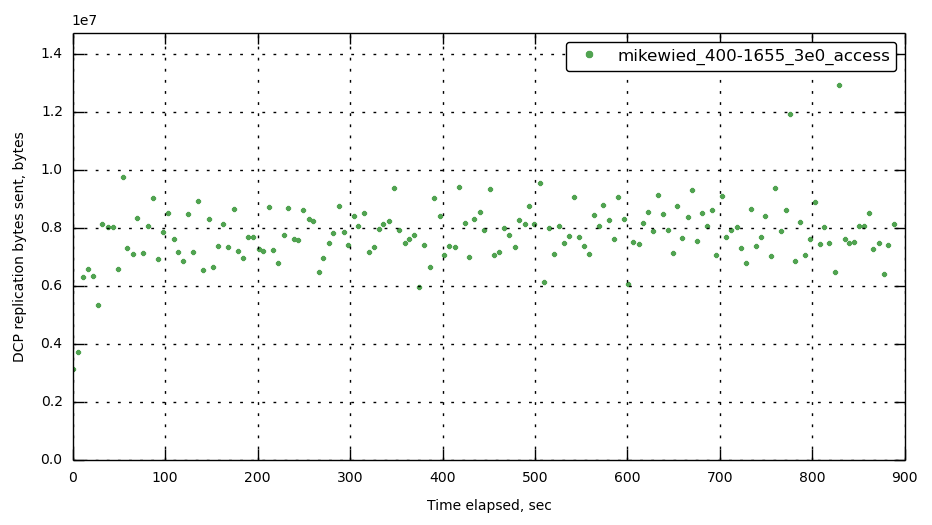 1e7
mikewied_400-1655_3e0_access
1.4
1.2
1.0
0.8
0.6
0.4
0.2
0.0
DCP replication bytes sent, bytes
0 100 200 300 400 500 600 700 800 900
Time elapsed, sec